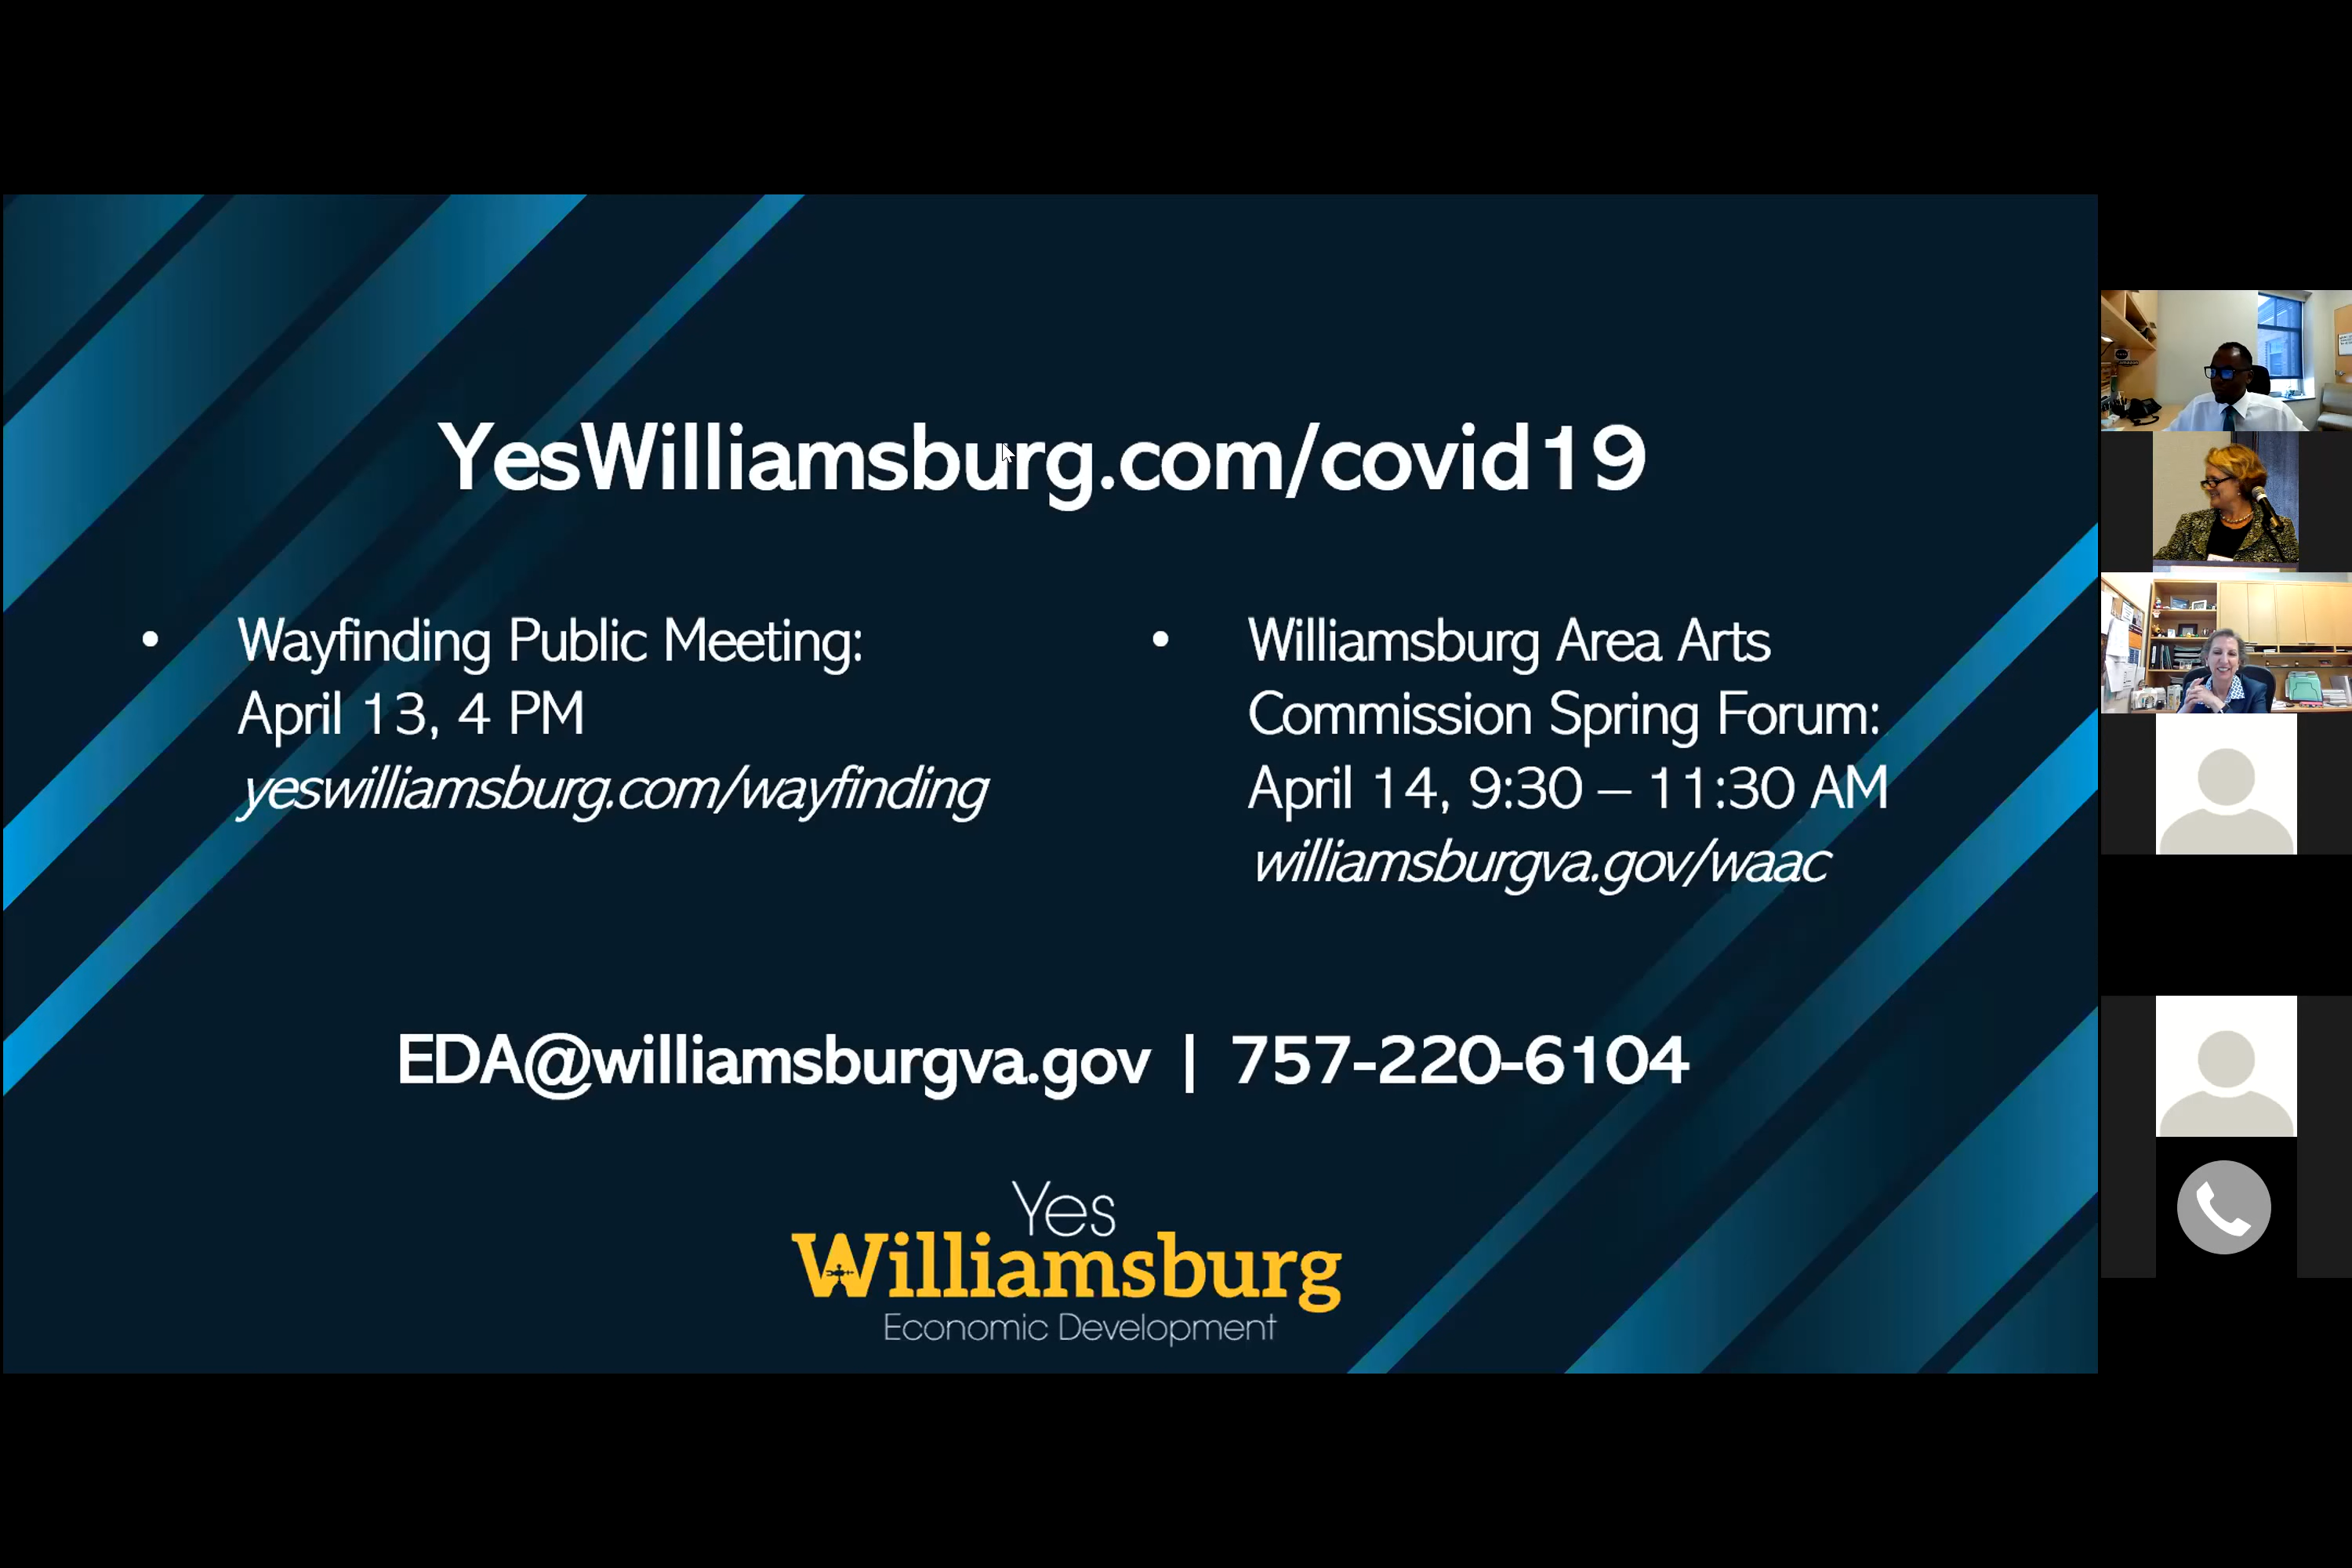 YesWilliamsburg.com/covid19
• Wayfinding Public Meeting:
April 13, 4 PM
yeswilliamsburg.com/wayfinding
• Williamsburg Area Arts
Commission Spring Forum:
April 14, 9:30 – 11:30 AM
williamsburgva.gov/waac
EDA@williamsburgva.gov | 757-220-6104
Yes
Williamsburg
Economic Development